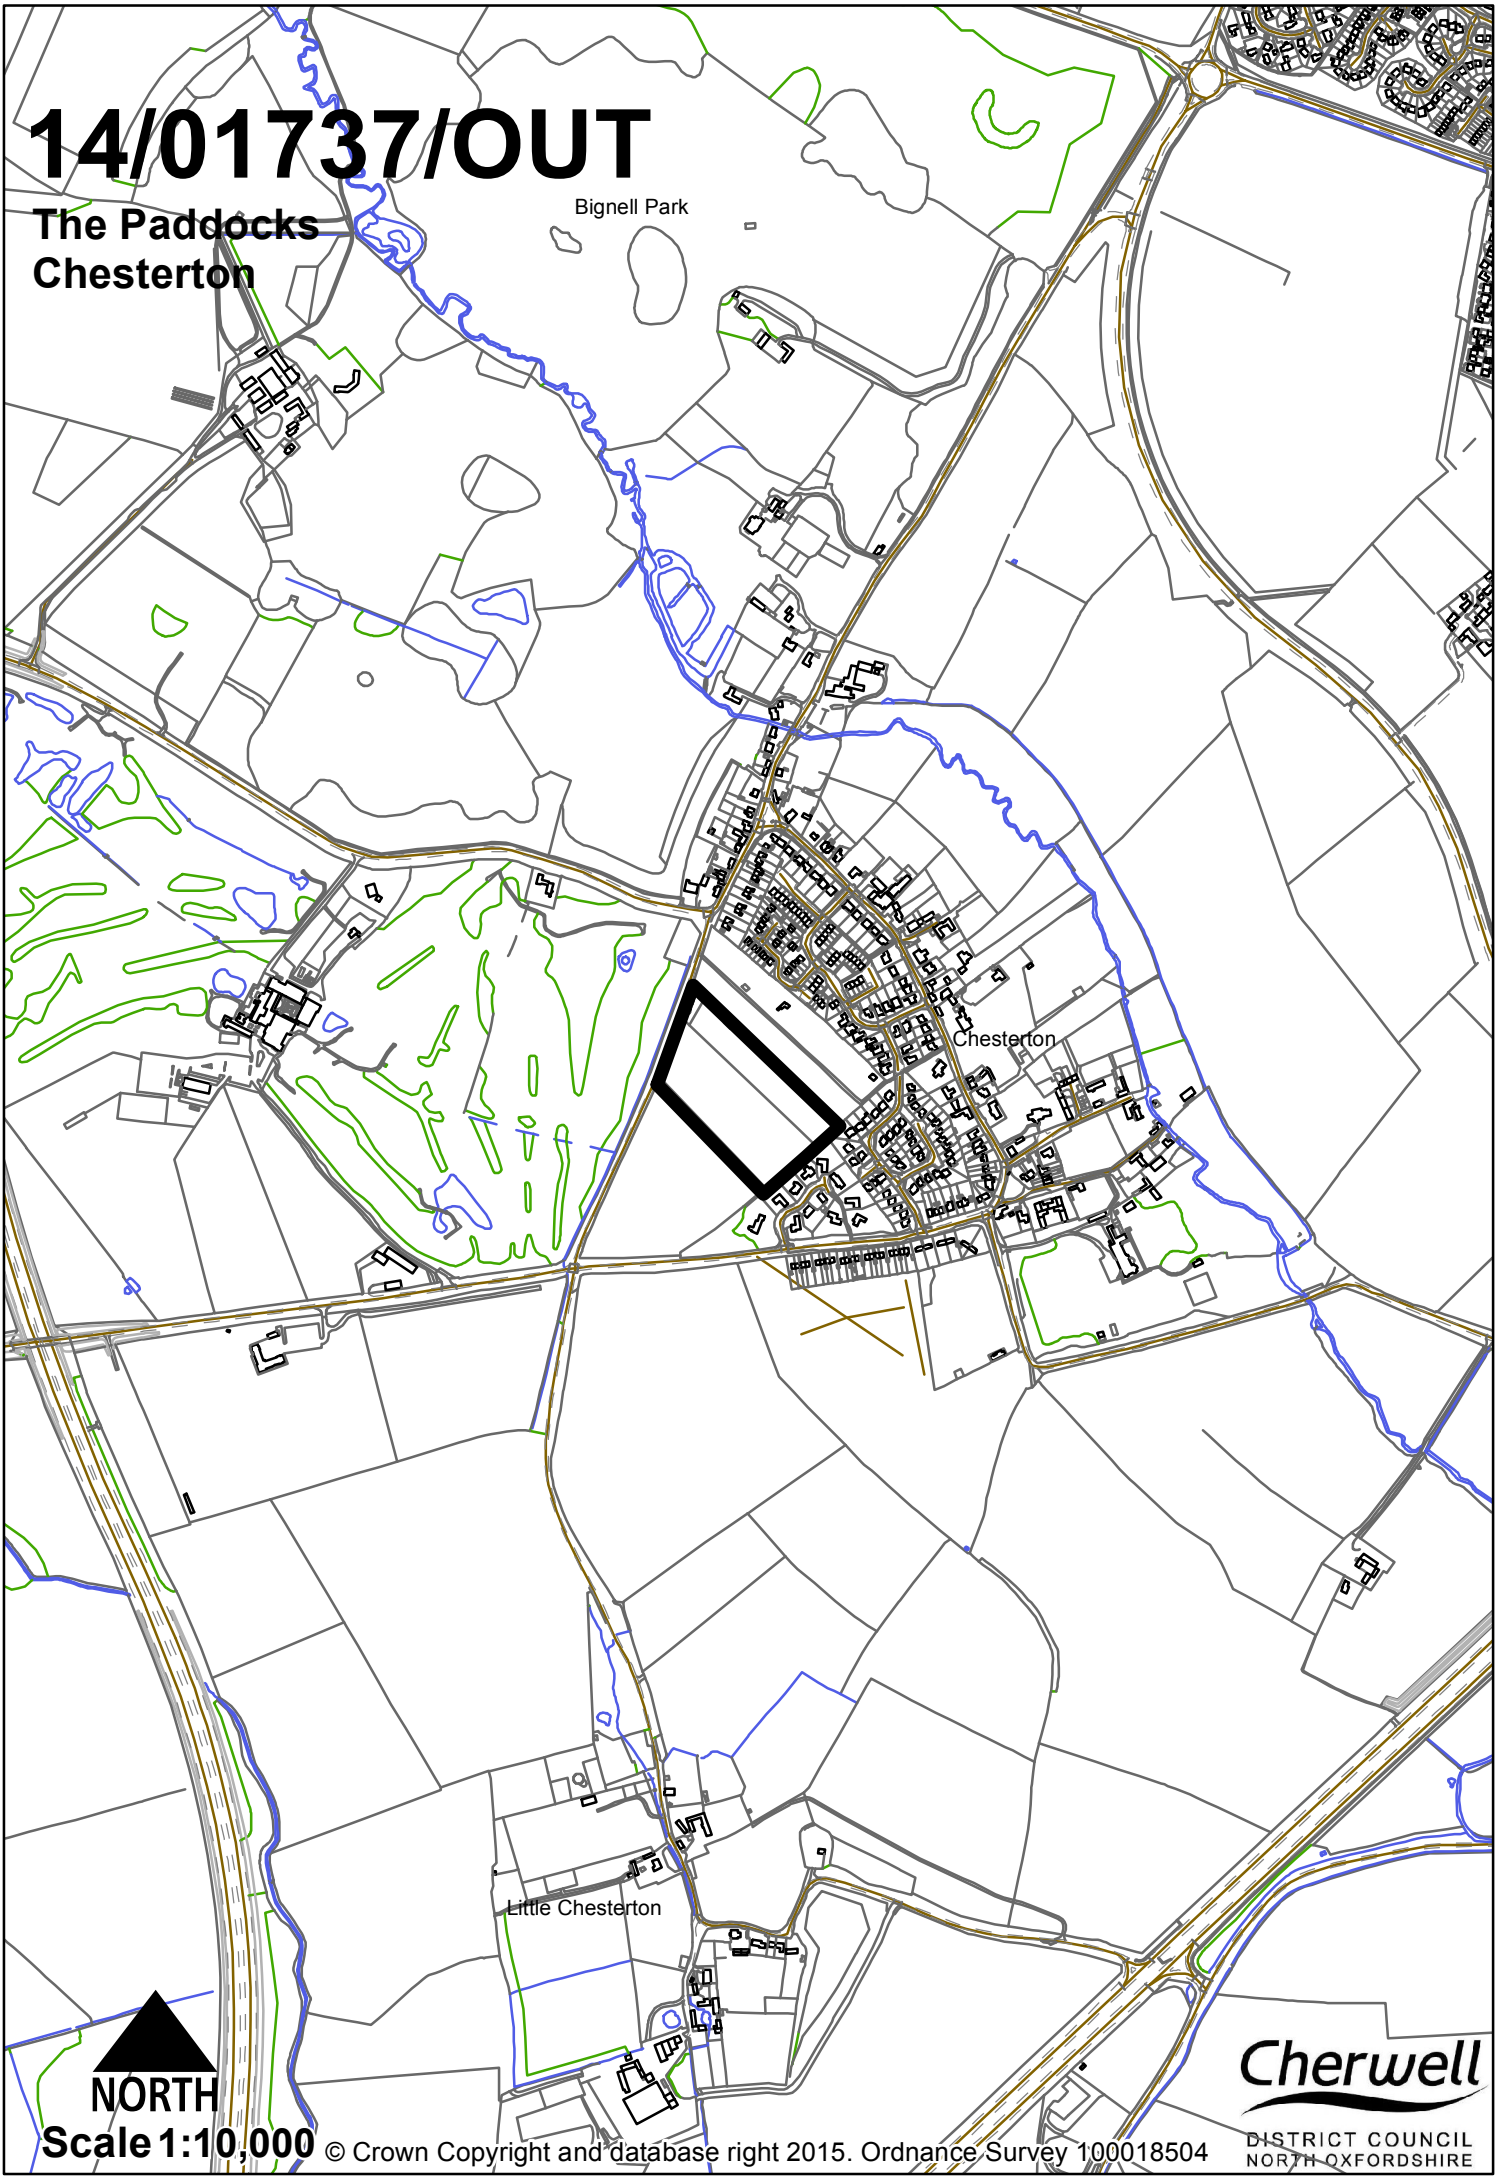 14/01737/OUT
The Paddocks
Chesterton
Bignell Park
Chesterton
Little Chesterton
NORTH
Scale 1:10,000
© Crown Copyright and database right 2015. Ordnance Survey 100018504
Cherwell
DISTRICT COUNCIL
NORTH OXFORDSHIRE